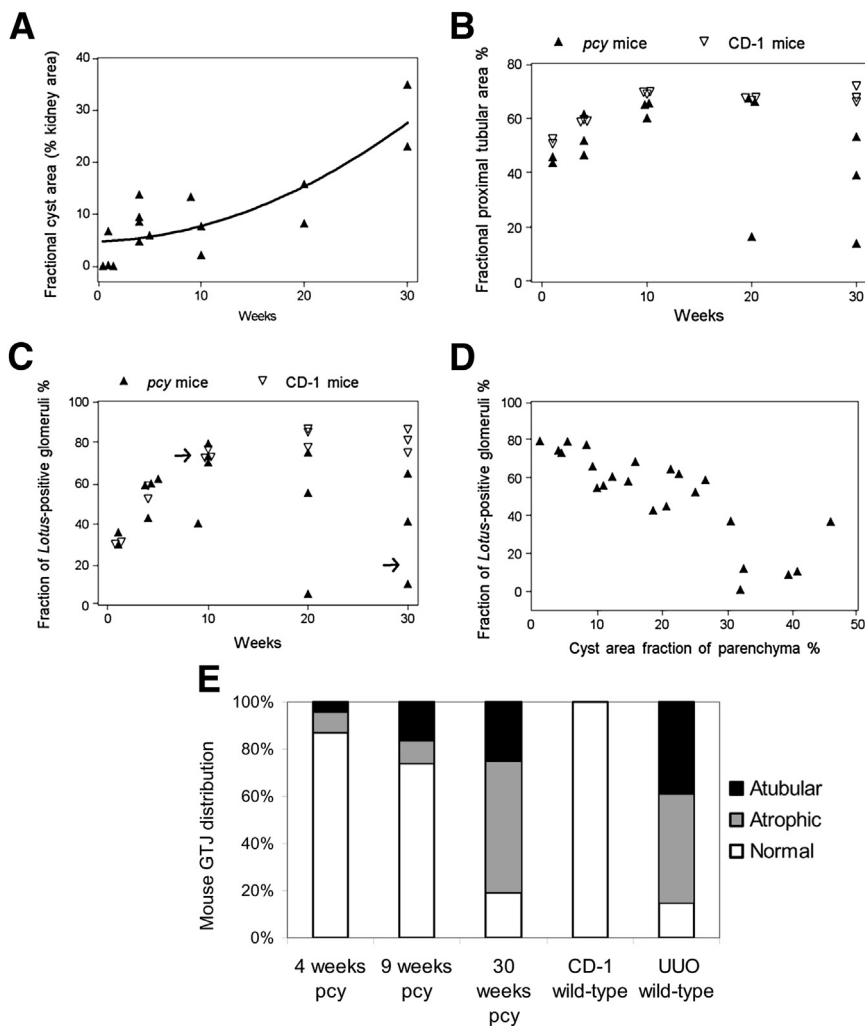 A
Fractional cyst area (% kidney area)
40
30
20
10
0
0
10
20
30
Weeks
B
pcy mice
CD-1 mice
Fractional proximal tubular area %
80
60
40
20
0
0
10
20
30
Weeks
C
pcy mice
CD-1 mice
Fraction of Lotus-positive glomeruli %
100
80
60
40
20
0
0
10
20
30
Weeks
D
Fraction of Lotus-positive glomeruli %
100
80
60
40
20
0
0
10
20
30
40
50
Cyst area fraction of parenchyma %
E
Mouse GTJ distribution
100%
80%
60%
40%
20%
0%
4 weeks
pcy
9 weeks
pcy
30
weeks
pcy
CD-1
wild-type
UUO
wild-type
Atubular
Atrophic
Normal